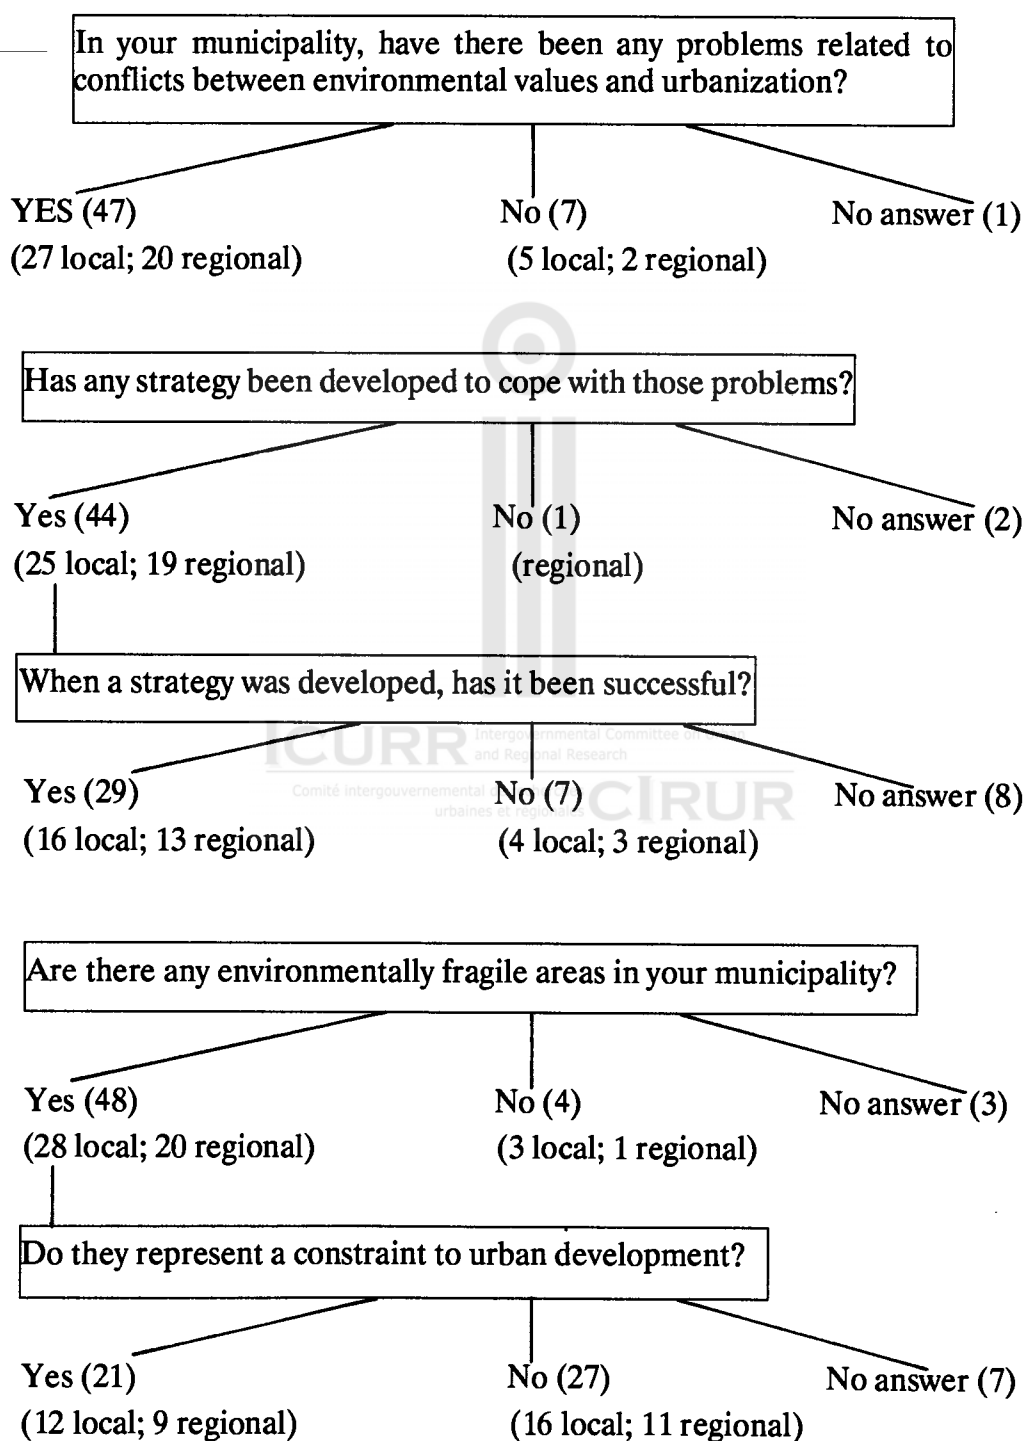 In your municipality, have there been any problems related to
conflicts between environmental values and urbanization?
YES (47) No (7) No answer (1)
(27 local; 20 regional) (5 local; 2 regional)
Has any strategy been developed to cope with those problems?
Yes (44) No (1) No answer (2)
(25 local; 19 regional) (regional)
When a strategy was developed, has it been successful?
ICURR Intergovernmental Committee on Urban
and Regional Research
Yes (29) No (7) No answer (8)
Comité intergouvernemental de recherches
urbaines et régionales CIRUR
(16 local; 13 regional) (4 local; 3 regional)
Are there any environmentally fragile areas in your municipality?
Yes (48) No (4) No answer (3)
(28 local; 20 regional) (3 local; 1 regional)
Do they represent a constraint to urban development?
Yes (21) No (27) No answer (7)
(12 local; 9 regional) (16 local; 11 regional)